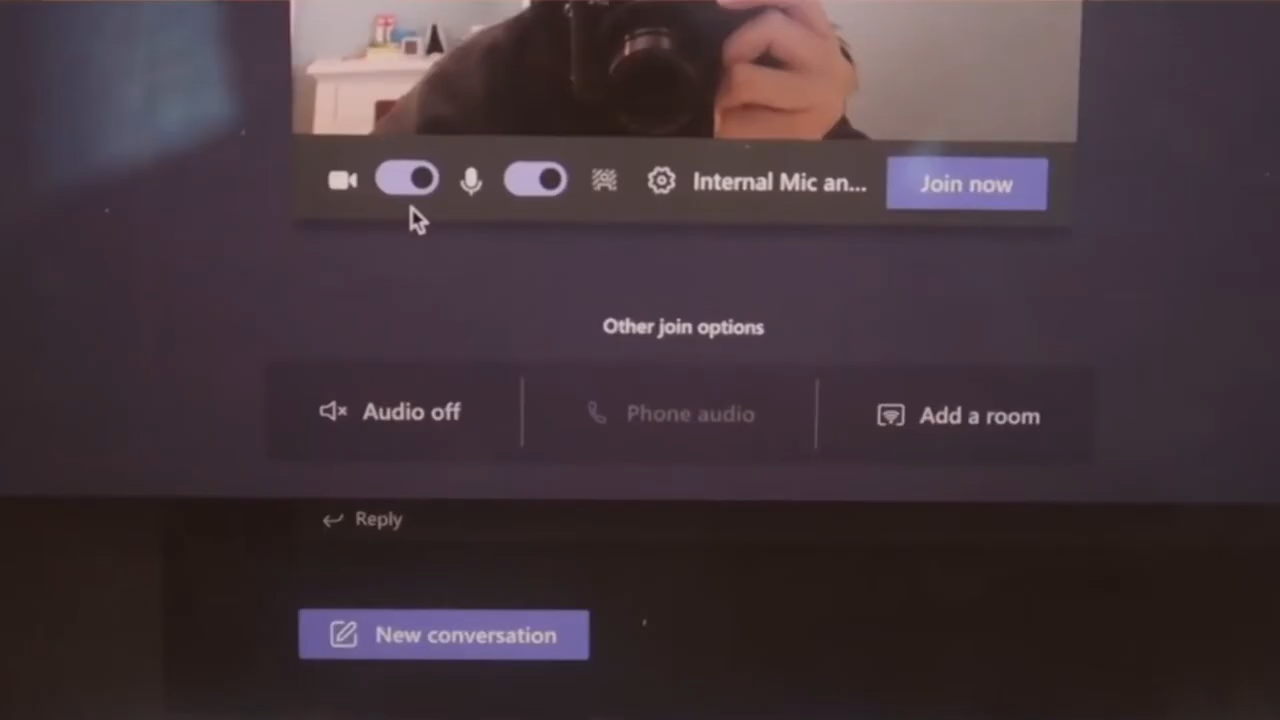 Internal Mic an... Join now
Other join options
Audio off Phone audio Add a room
Reply
New conversation